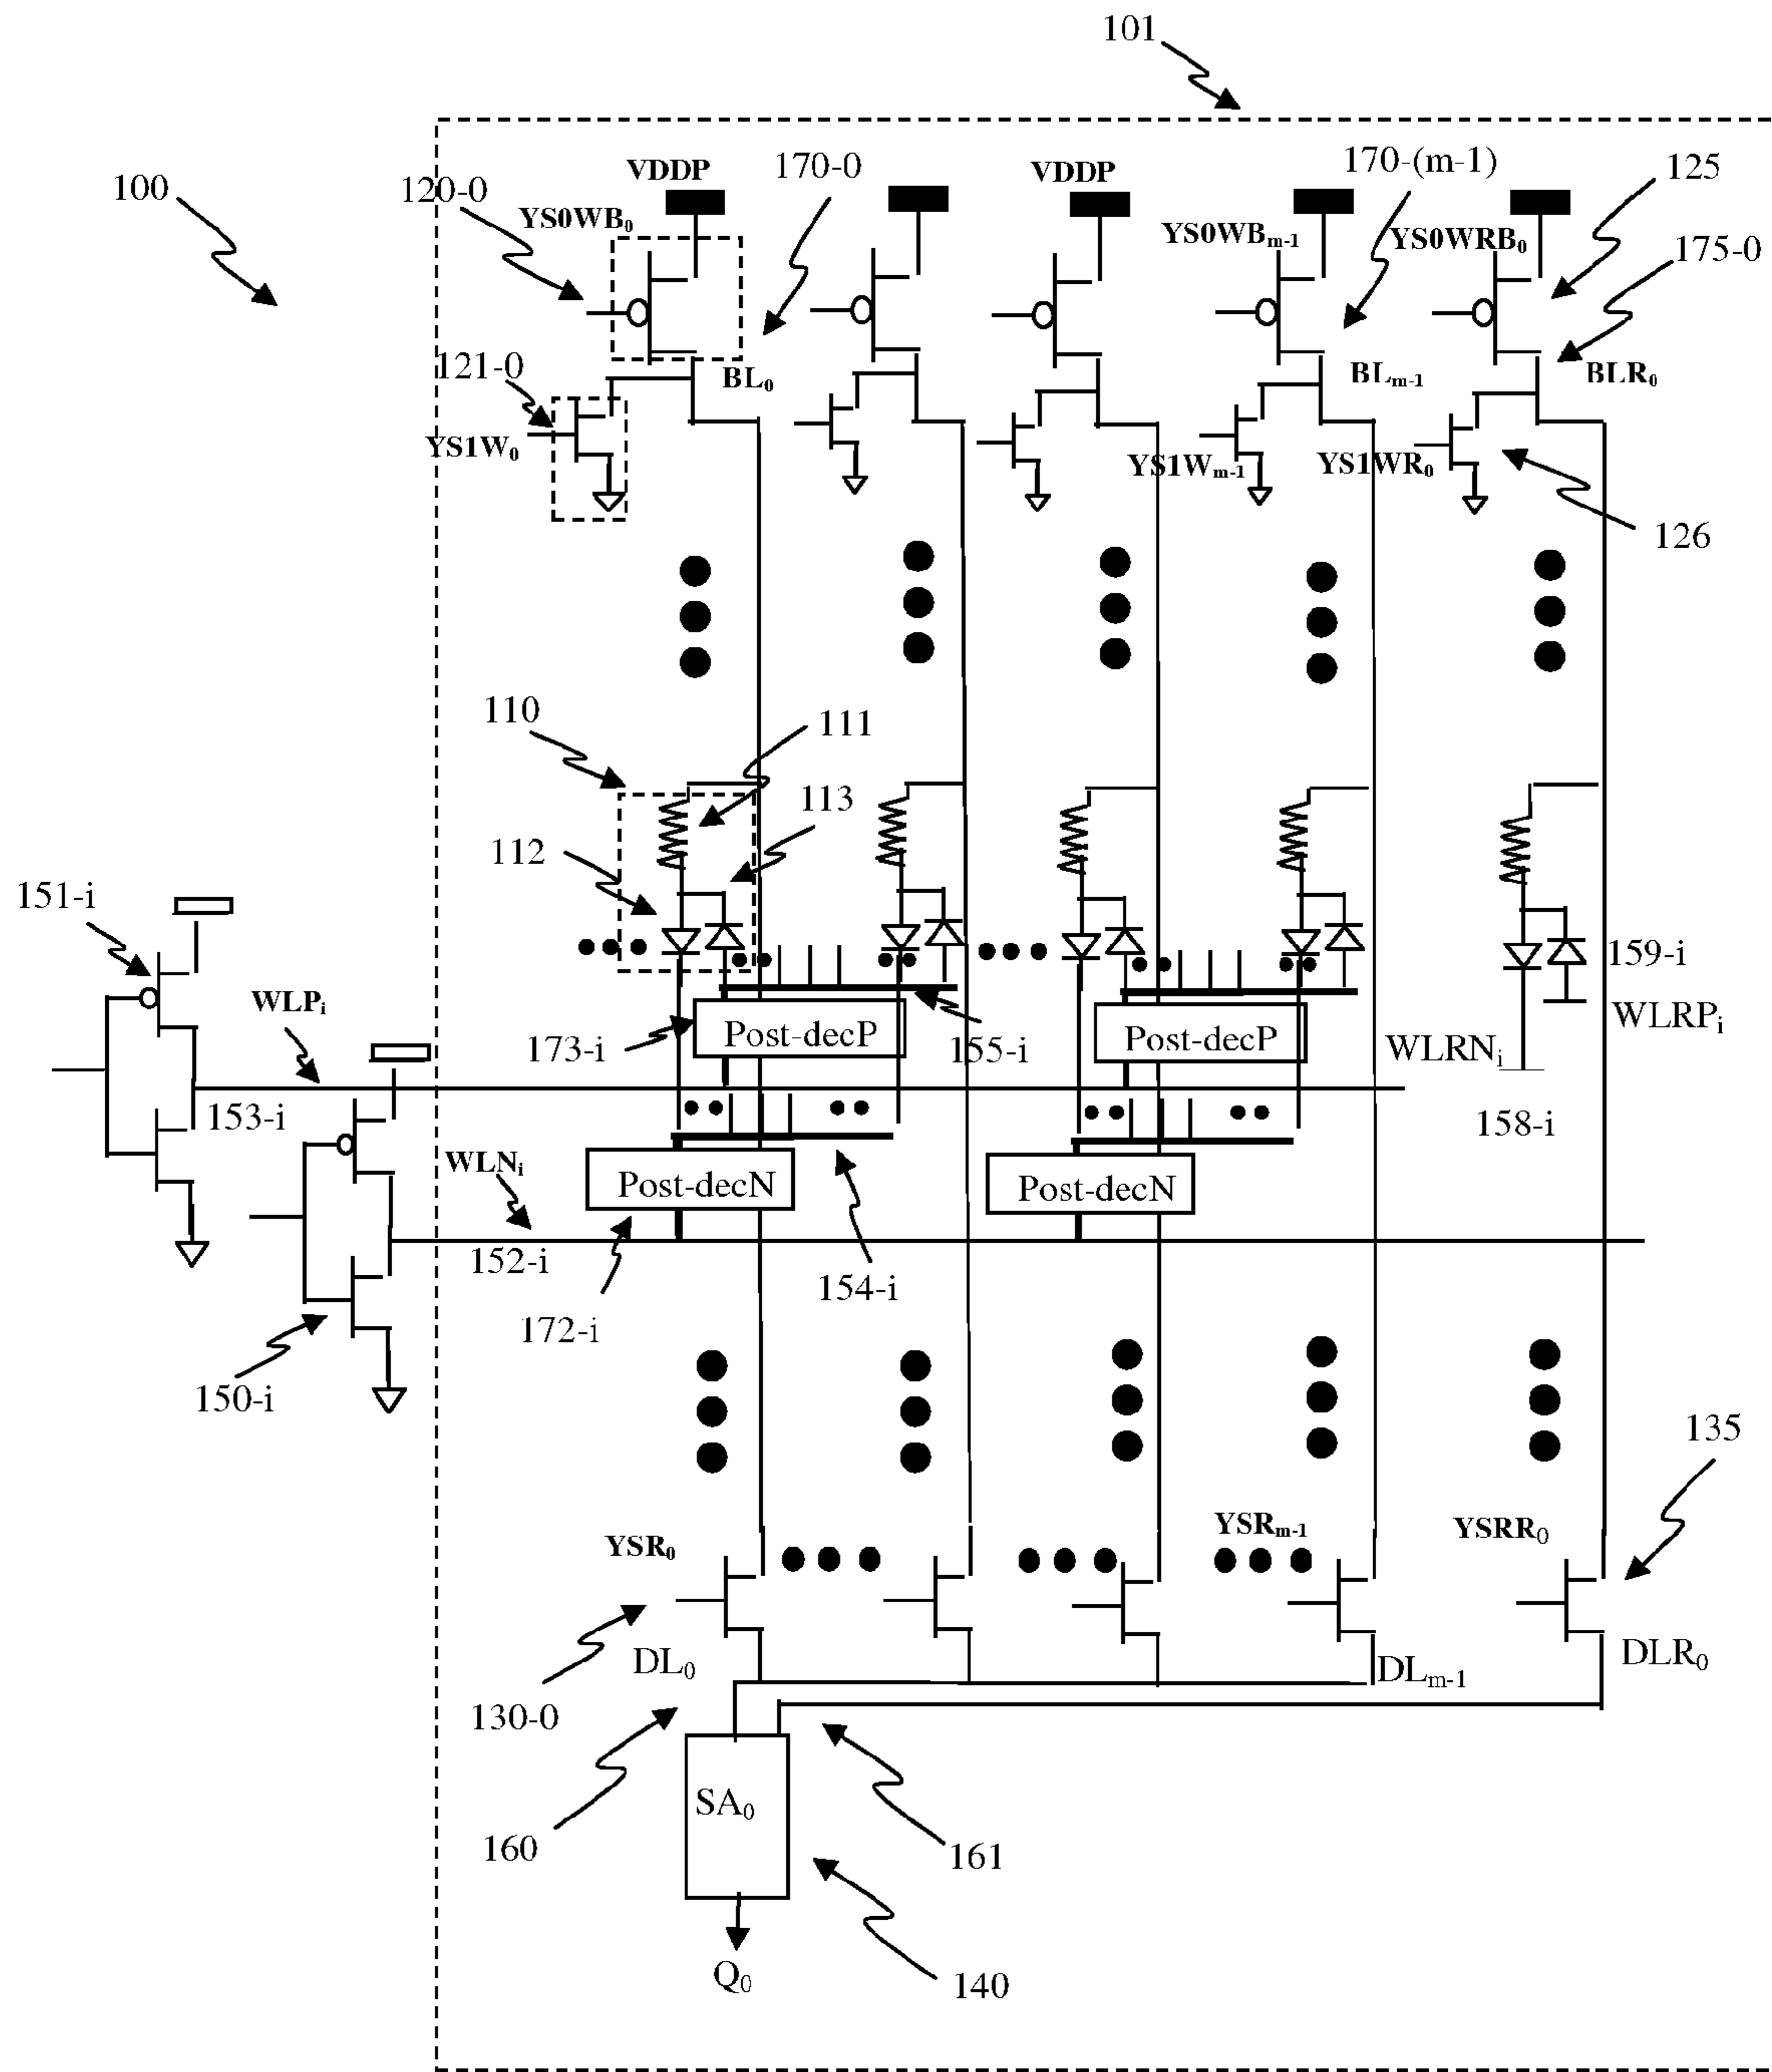 101
100
120-0
VDDP
170-0
VDDP
170-(m-1)
125
YS0WB0
YS0WBm-1
YS0WRB0
175-0
121-0
BL0
BLm-1
BLR0
YS1W0
YS1Wm-1
YS1WR0
126
110
111
113
112
151-i
159-i
WLPi
173-i
Post-decP
155-i
Post-decP
WLRNi
WLRPi
153-i
158-i
WLNi
Post-decN
Post-decN
152-i
154-i
172-i
150-i
135
YSR0
YSRm-1
YSRR0
DL0
DLm-1
DLR0
130-0
SA0
160
161
Q0
140